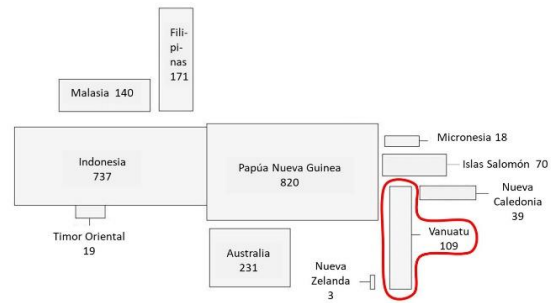 Fili-
pi-
nas
171
Malasia 140
Micronesia 18
Indonesia
737
Papúa Nueva Guinea
820
Islas Salomón 70
Nueva
Caledonia
39
Timor Oriental
19
Vanuatu
109
Australia
231
Nueva
Zelanda
3